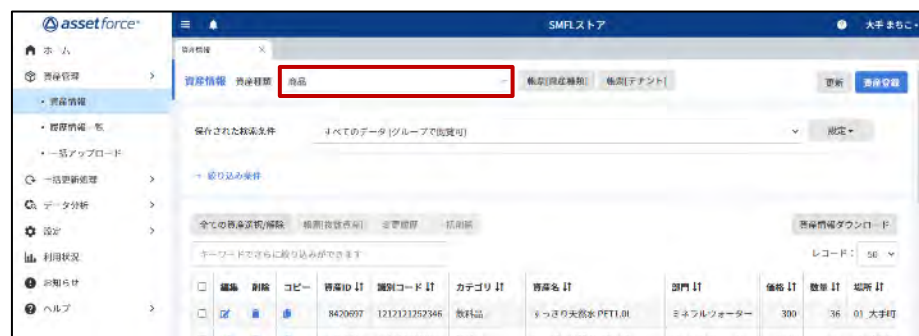 assetforce
SMFLストア
大手 まちこ
ホーム
資産情報
資産管理
資産情報 資産種類 商品
帳票[資産種類] 帳票[テナント]
更新 資産登録
・資産情報
・履歴情報一覧
保存された検索条件 すべてのデータ(グループで閲覧可) 設定
・一括アップロード
一括更新処理
絞り込み条件
データ分析
設定
全ての資産選択/解除 帳票[複数資産] 変更履歴 一括削除 資産情報ダウンロード
利用状況
キーワードでさらに絞り込みができます レコード: 50
お知らせ
編集 削除 コピー 資産ID 識別コード カテゴリ 資産名 部門 価格 数量 場所
ヘルプ
8420697 1212121252346 飲料品 すっきり天然水 PET1.0L ミネラルウォーター 300 36 01_大手町